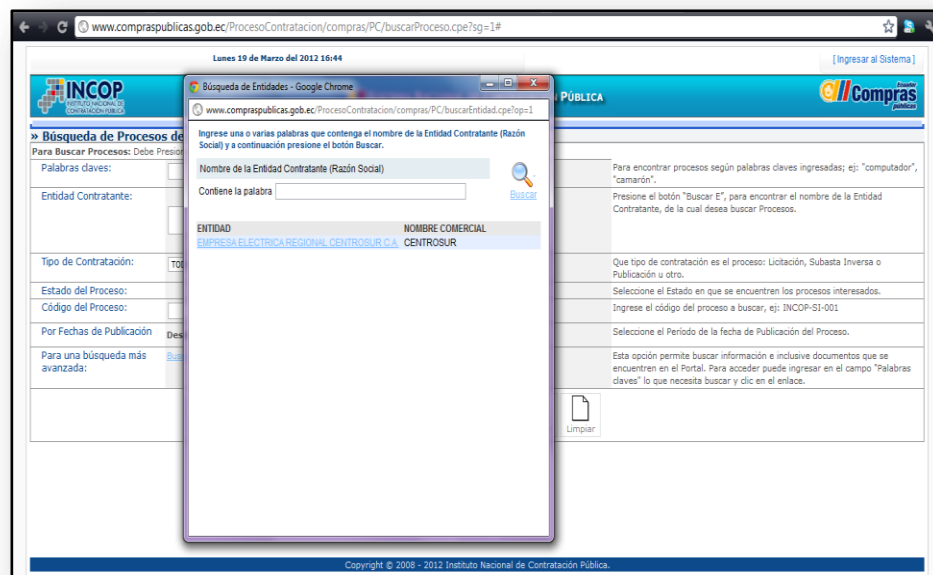 www.compraspublicas.gob.ec/ProcesoContratacion/compras/PC/buscarProceso.cpe?sg=1#
Lunes 19 de Marzo del 2012 16:44
[Ingresar al Sistema]
INCOP
INSTITUTO NACIONAL DE
CONTRATACIÓN PÚBLICA
PÚBLICA
Ecuador
Compras
públicas
» Búsqueda de Procesos de
Para Buscar Procesos: Debe Presion
Palabras claves:
Para encontrar procesos según palabras claves ingresadas; ej: "computador",
"camarón".
Entidad Contratante:
Presione el botón "Buscar E", para encontrar el nombre de la Entidad
Contratante, de la cual desea buscar Procesos.
Tipo de Contratación:
TOD
Que tipo de contratación es el proceso: Licitación, Subasta Inversa o
Publicación u otro.
Estado del Proceso:
Seleccione el Estado en que se encuentren los procesos interesados.
Código del Proceso:
Ingrese el código del proceso a buscar, ej: INCOP-SI-001
Por Fechas de Publicación
Des
Seleccione el Período de la fecha de Publicación del Proceso.
Para una búsqueda más
avanzada:
Bus
Esta opción permite buscar información e inclusive documentos que se
encuentren en el Portal. Para acceder puede ingresar en el campo "Palabras
claves" lo que necesita buscar y clic en el enlace.
Limpiar
Búsqueda de Entidades - Google Chrome
www.compraspublicas.gob.ec/ProcesoContratacion/compras/PC/buscarEntidad.cpe?op=1
Ingrese una o varias palabras que contenga el nombre de la Entidad Contratante (Razón
Social) y a continuación presione el botón Buscar.
Nombre de la Entidad Contratante (Razón Social)
Contiene la palabra
Buscar
ENTIDAD NOMBRE COMERCIAL
EMPRESA ELECTRICA REGIONAL CENTROSUR C.A. CENTROSUR
Copyright © 2008 - 2012 Instituto Nacional de Contratación Pública.